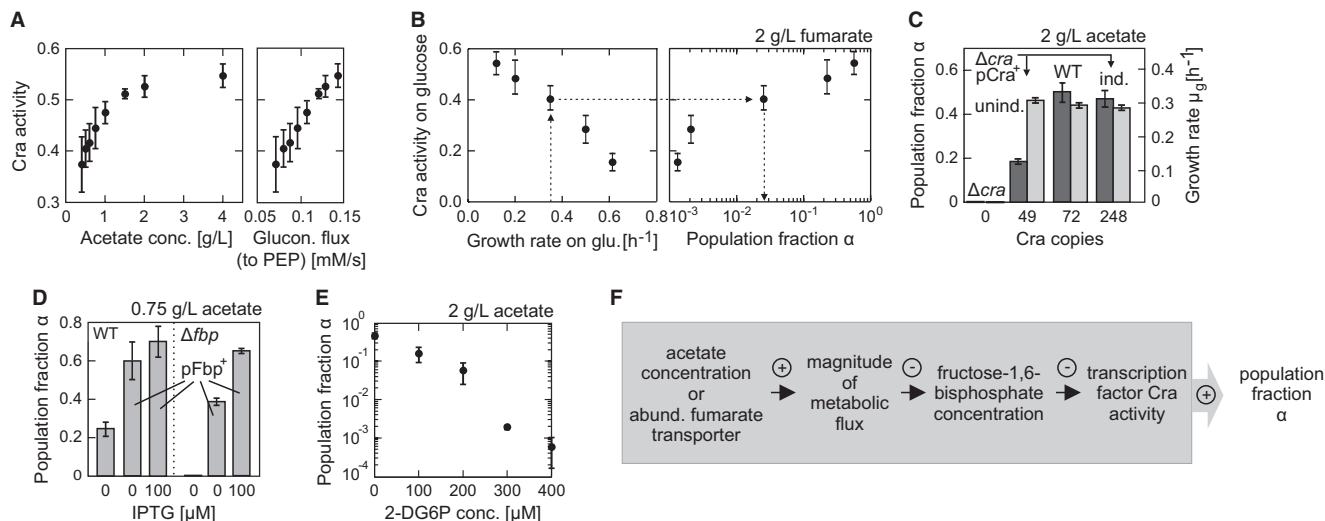 A
Cra activity
0.6
0.5
0.4
0.3
0 1 2 3 4
Acetate conc. [g/L]
0.05 0.10 0.15
Glucon. flux
(to PEP) [mM/s]
B
2 g/L fumarate
Cra activity on glucose
0.8
0.6
0.4
0.2
0
0 0.2 0.4 0.6 0.8
Growth rate on glu. [h-1]
10-3 10-2 10-1 100
Population fraction α
C
2 g/L acetate
Population fraction α
0.6
0.4
0.2
0
Δcra
pCra+
WT
ind.
unind.
Δcra
0 49 72 248
Cra copies
0.4
0.3
0.2
0.1
0
Growth rate μg[h-1]
D
0.75 g/L acetate
Population fraction α
0.8
0.6
0.4
0.2
0
WT
Δfbp
pFbp+
0 0 100 0 0 100
IPTG [μM]
E
2 g/L acetate
Population fraction α
100
10-1
10-2
10-3
10-4
0 100 200 300 400
2-DG6P conc. [μM]
F
acetate
concentration
or
abund. fumarate
transporter
+
magnitude
of
metabolic
flux
-
fructose-1,6-
bisphosphate
concentration
-
transcription
factor Cra
activity
+
population
fraction
α